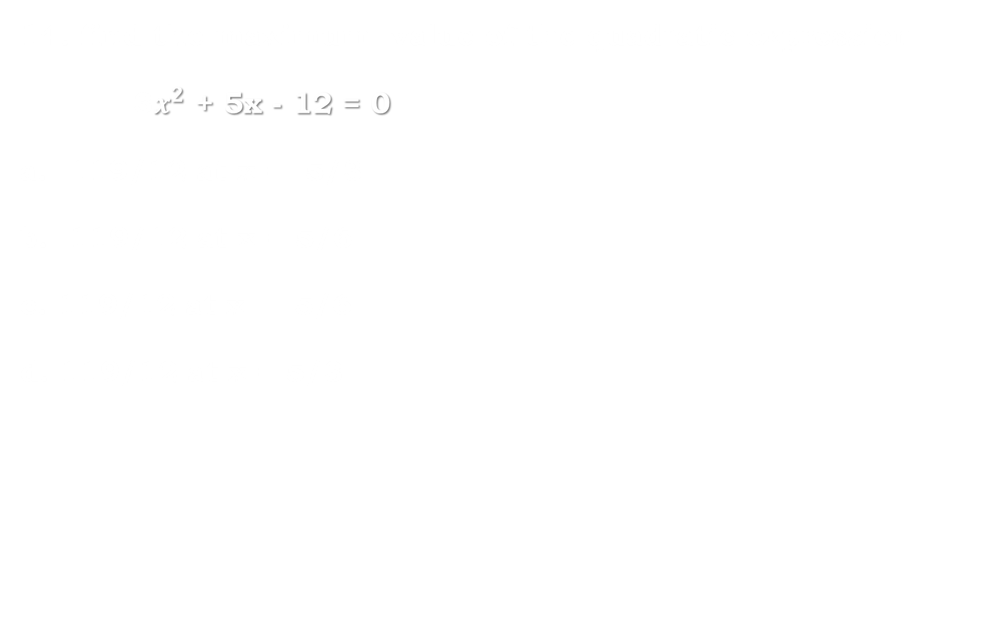 x² + 5x - 12 = 0